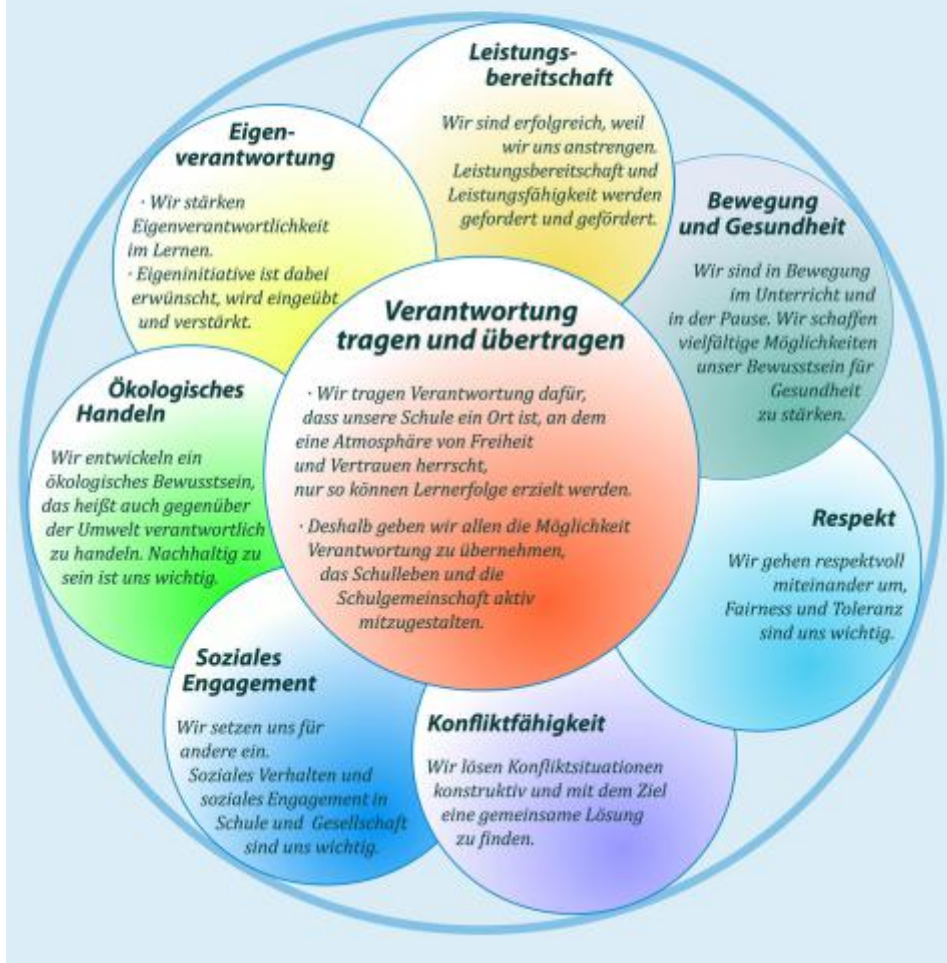 Leistungs-
bereitschaft
Wir sind erfolgreich, weil
wir uns anstrengen.
Leistungsbereitschaft und
Leistungsfähigkeit werden
gefordert und gefördert.
Bewegung
und Gesundheit
Wir sind in Bewegung
im Unterricht und
in der Pause. Wir schaffen
vielfältige Möglichkeiten
unser Bewusstsein für
Gesundheit
zu stärken.
Respekt
Wir gehen respektvoll
miteinander um,
Fairness und Toleranz
sind uns wichtig.
Konfliktfähigkeit
Wir lösen Konfliktsituationen
konstruktiv und mit dem Ziel
eine gemeinsame Lösung
zu finden.
Soziales
Engagement
Wir setzen uns für
andere ein.
Soziales Verhalten und
soziales Engagement in
Schule und Gesellschaft
sind uns wichtig.
Ökologisches
Handeln
Wir entwickeln ein
ökologisches Bewusstsein,
das heißt auch gegenüber
der Umwelt verantwortlich
zu handeln. Nachhaltig zu
sein ist uns wichtig.
Eigen-
verantwortung
· Wir stärken
Eigenverantwortlichkeit
im Lernen.
· Eigeninitiative ist dabei
erwünscht, wird eingeübt
und verstärkt.
Verantwortung
tragen und übertragen
· Wir tragen Verantwortung dafür,
dass unsere Schule ein Ort ist, an dem
eine Atmosphäre von Freiheit
und Vertrauen herrscht,
nur so können Lernerfolge erzielt werden.
· Deshalb geben wir allen die Möglichkeit
Verantwortung zu übernehmen,
das Schulleben und die
Schulgemeinschaft aktiv
mitzugestalten.